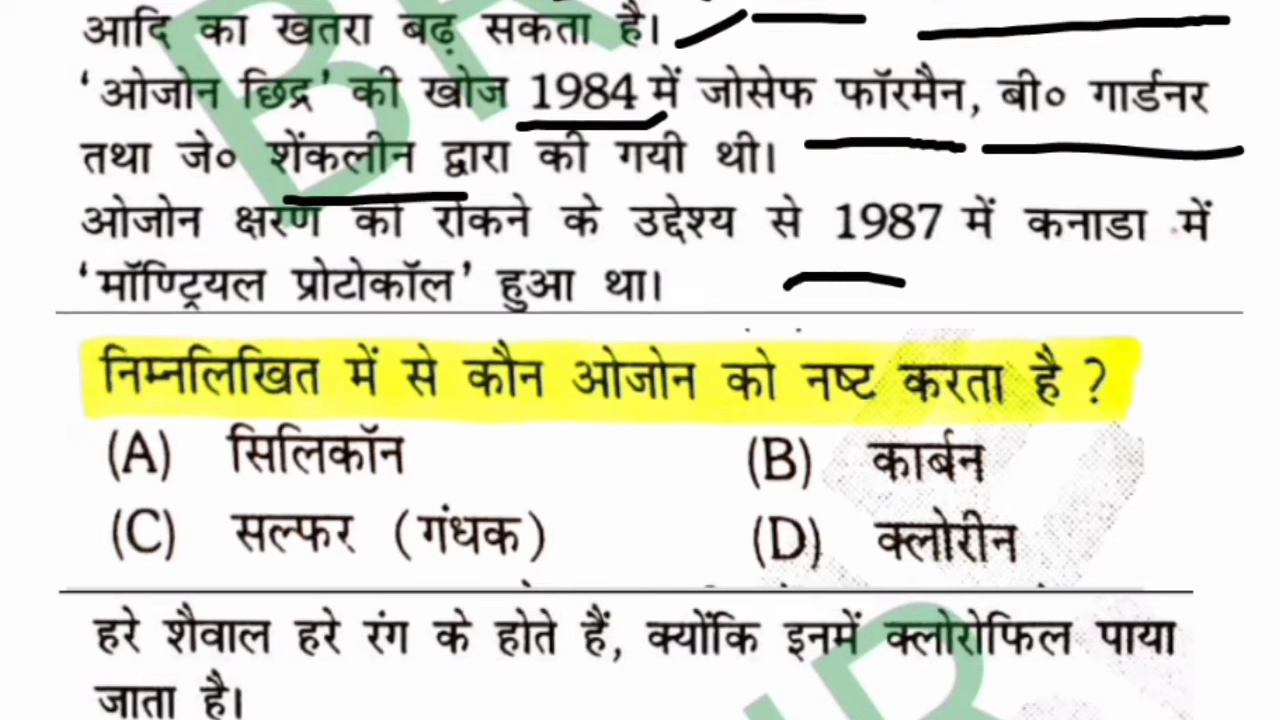 आदि का खतरा बढ़ सकता है।
‘ओजोन छिद्र’ की खोज 1984 में जोसेफ फॉरमैन, बी० गार्डनर
तथा जे० शेंकलीन द्वारा की गयी थी।
ओजोन क्षरण को रोकने के उद्देश्य से 1987 में कनाडा में
‘मॉण्ट्रियल प्रोटोकॉल’ हुआ था।
निम्नलिखित में से कौन ओजोन को नष्ट करता है ?
(A) सिलिकॉन (B) कार्बन
(C) सल्फर (गंधक) (D) क्लोरीन
हरे शैवाल हरे रंग के होते हैं, क्योंकि इनमें क्लोरोफिल पाया
जाता है।